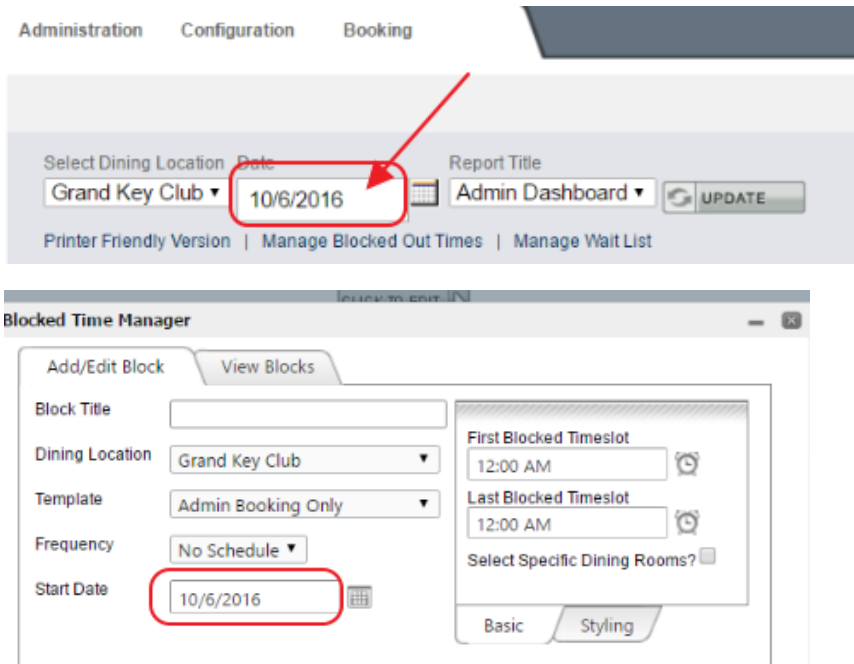 Administration Configuration Booking
Select Dining Location Date Report Title
Grand Key Club 10/6/2016 Admin Dashboard UPDATE
Printer Friendly Version | Manage Blocked Out Times | Manage Wait List
CLICK TO EDIT
Blocked Time Manager
Add/Edit Block View Blocks
Block Title
First Blocked Timeslot
Dining Location Grand Key Club
12:00 AM
Template Admin Booking Only
Last Blocked Timeslot
12:00 AM
Frequency No Schedule
Select Specific Dining Rooms?
Start Date 10/6/2016
Basic Styling